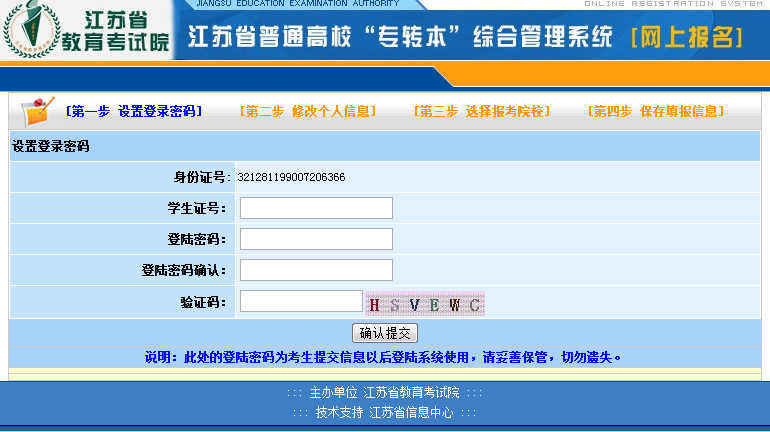 JIANGSU EDUCATION EXAMINATION AUTHORITY
ONLINE REGISTRATION SYSTEM
江苏省
教育考试院
江苏省普通高校“专转本”综合管理系统 [网上报名]
[第一步 设置登录密码] [第二步 修改个人信息] [第三步 选择报考院校] [第四步 保存填报信息]
设置登录密码
身份证号: 321281199007206366
学生证号:
登陆密码:
登陆密码确认:
验证码: HSVEWC
确认提交
说明：此处的登陆密码为考生提交信息以后登陆系统使用，请妥善保管，切勿遗失。
::: 主办单位 江苏省教育考试院 :::
::: 技术支持 江苏省信息中心 :::